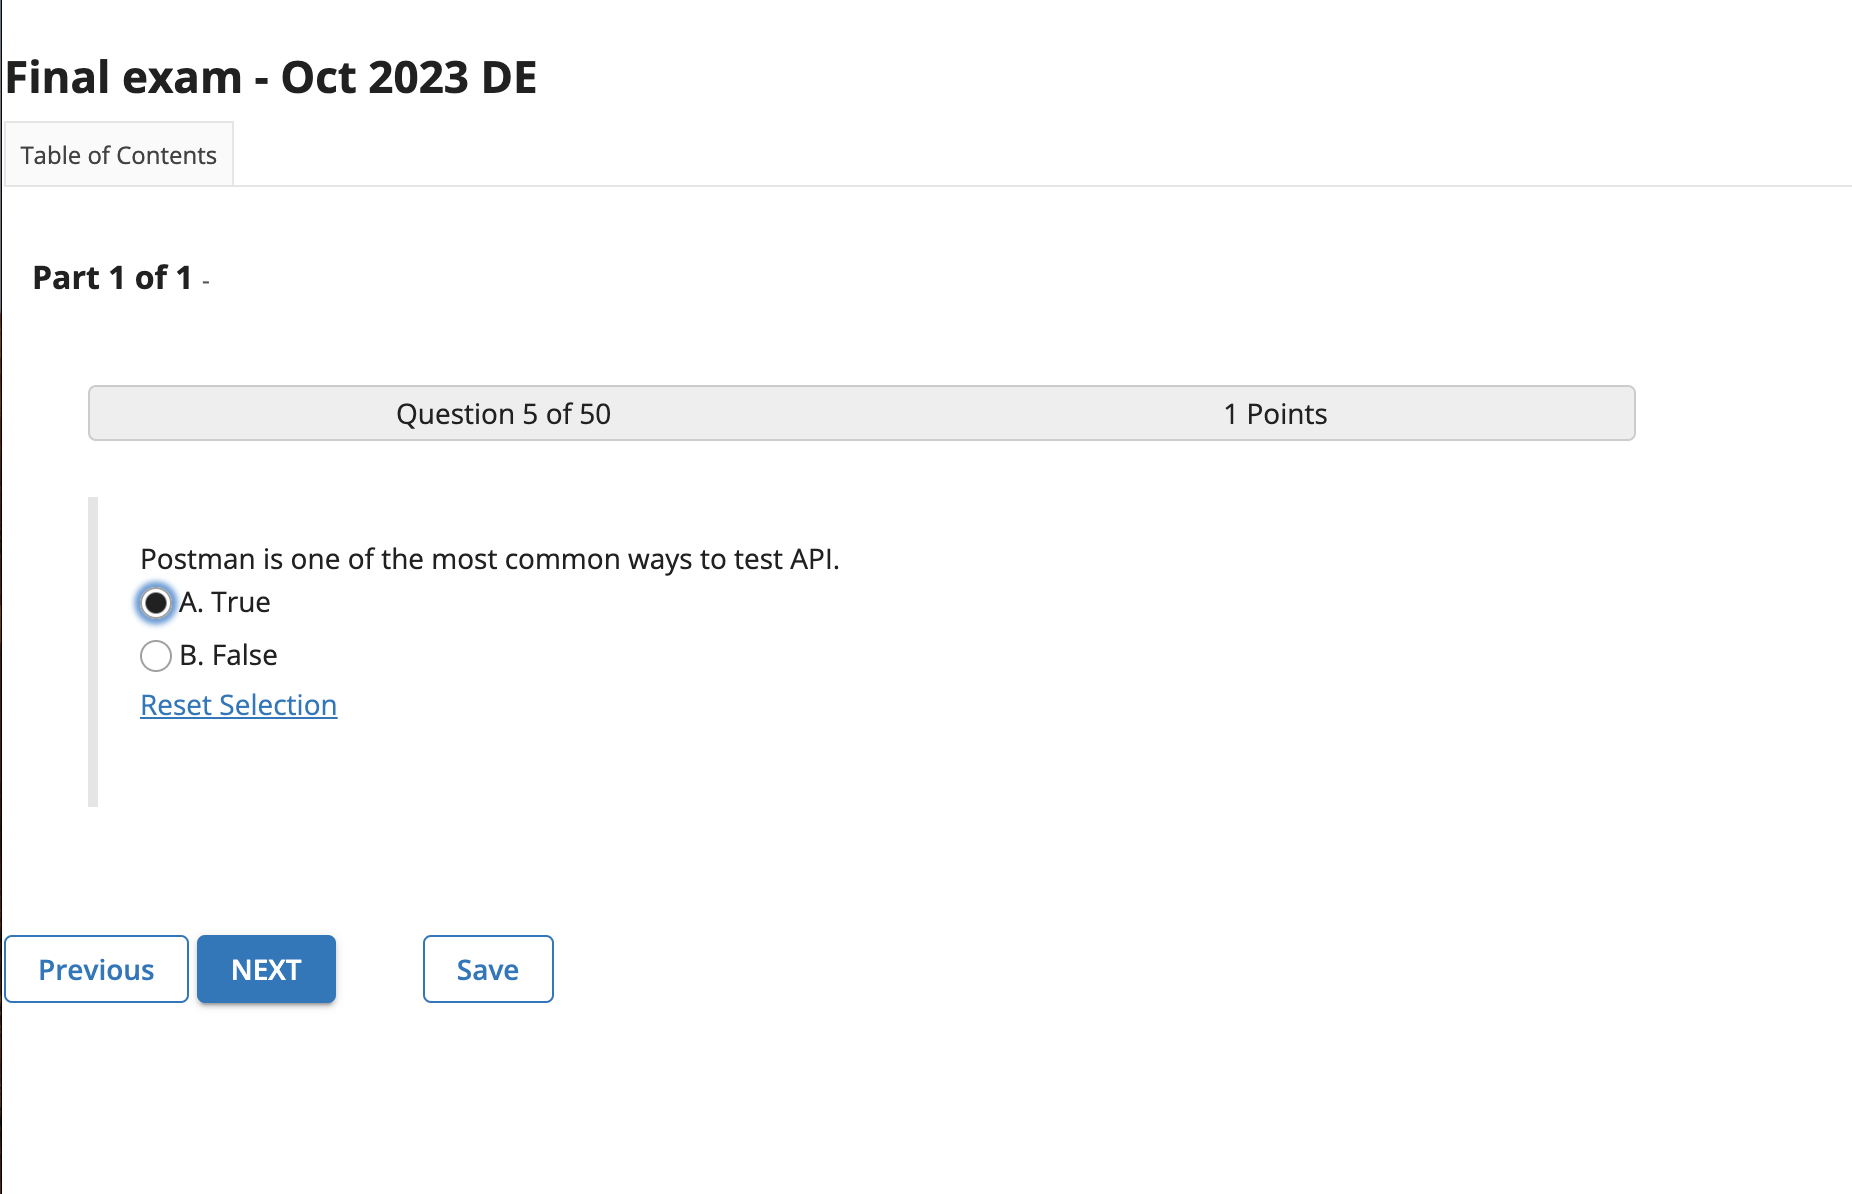 Final exam - Oct 2023 DE
Table of Contents
Part 1 of 1 -
Question 5 of 50 1 Points
Postman is one of the most common ways to test API.
A. True
B. False
Reset Selection
Previous NEXT Save